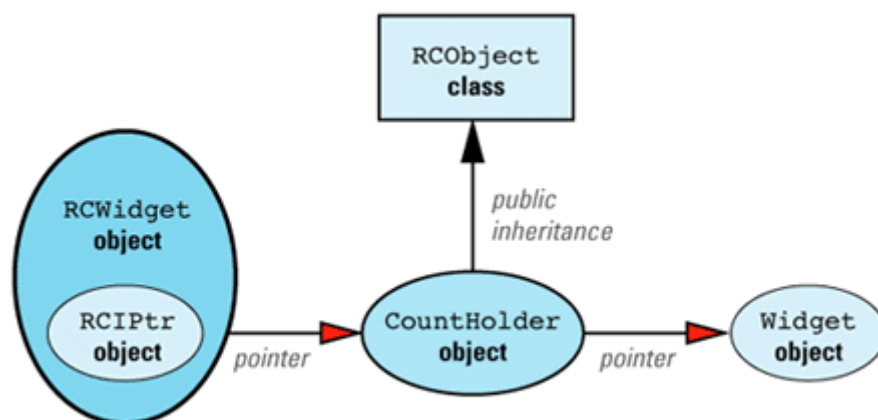 RCObject
class
RCWidget
object
public
inheritance
RCIPtr
object
pointer
CountHolder
object
pointer
Widget
object